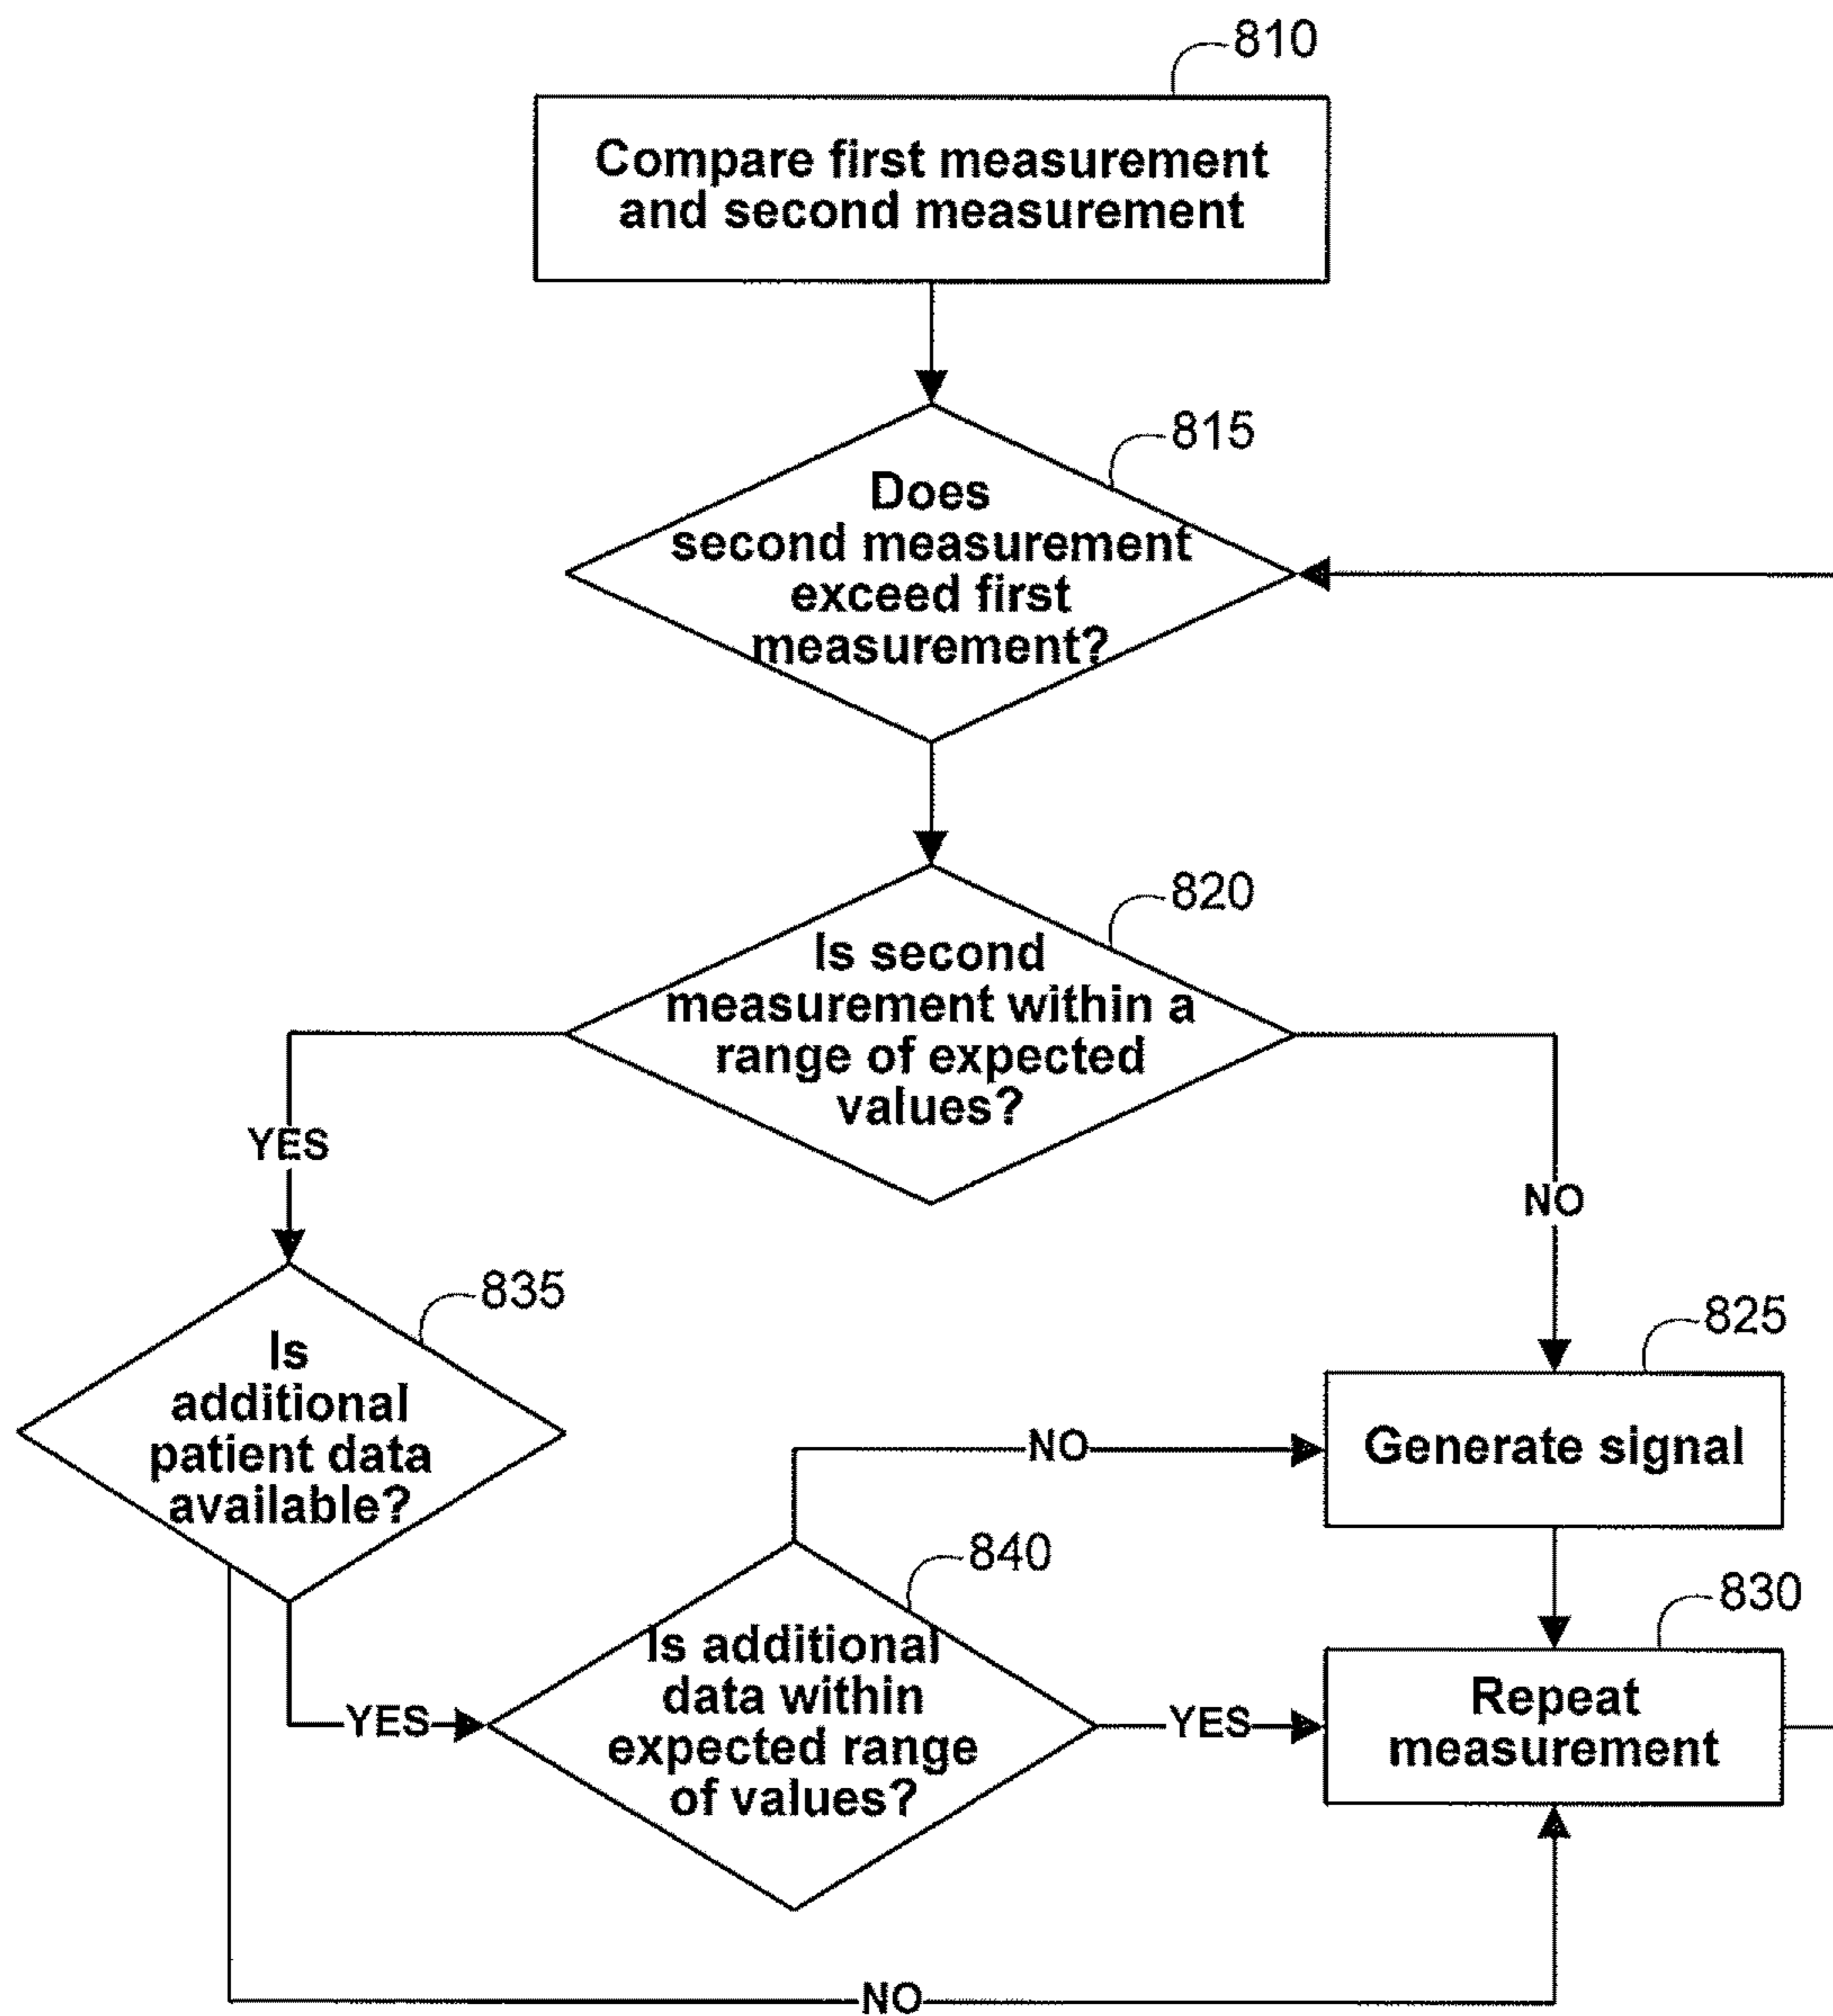 810
Compare first measurement
and second measurement
815
Does
second measurement
exceed first
measurement?
820
Is second
measurement within a
range of expected
values?
YES
NO
835
Is
additional
patient data
available?
825
Generate signal
NO
840
Is additional
data within
expected range
of values?
YES
YES
830
Repeat
measurement
NO